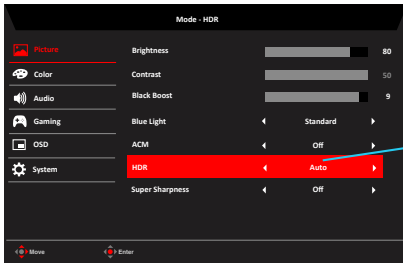 Mode - HDR
Picture
Brightness 80
Color
Contrast 50
Audio
Black Boost 9
Gaming
Blue Light Standard
OSD
ACM Off
System
HDR Auto
Super Sharpness Off
Move Enter